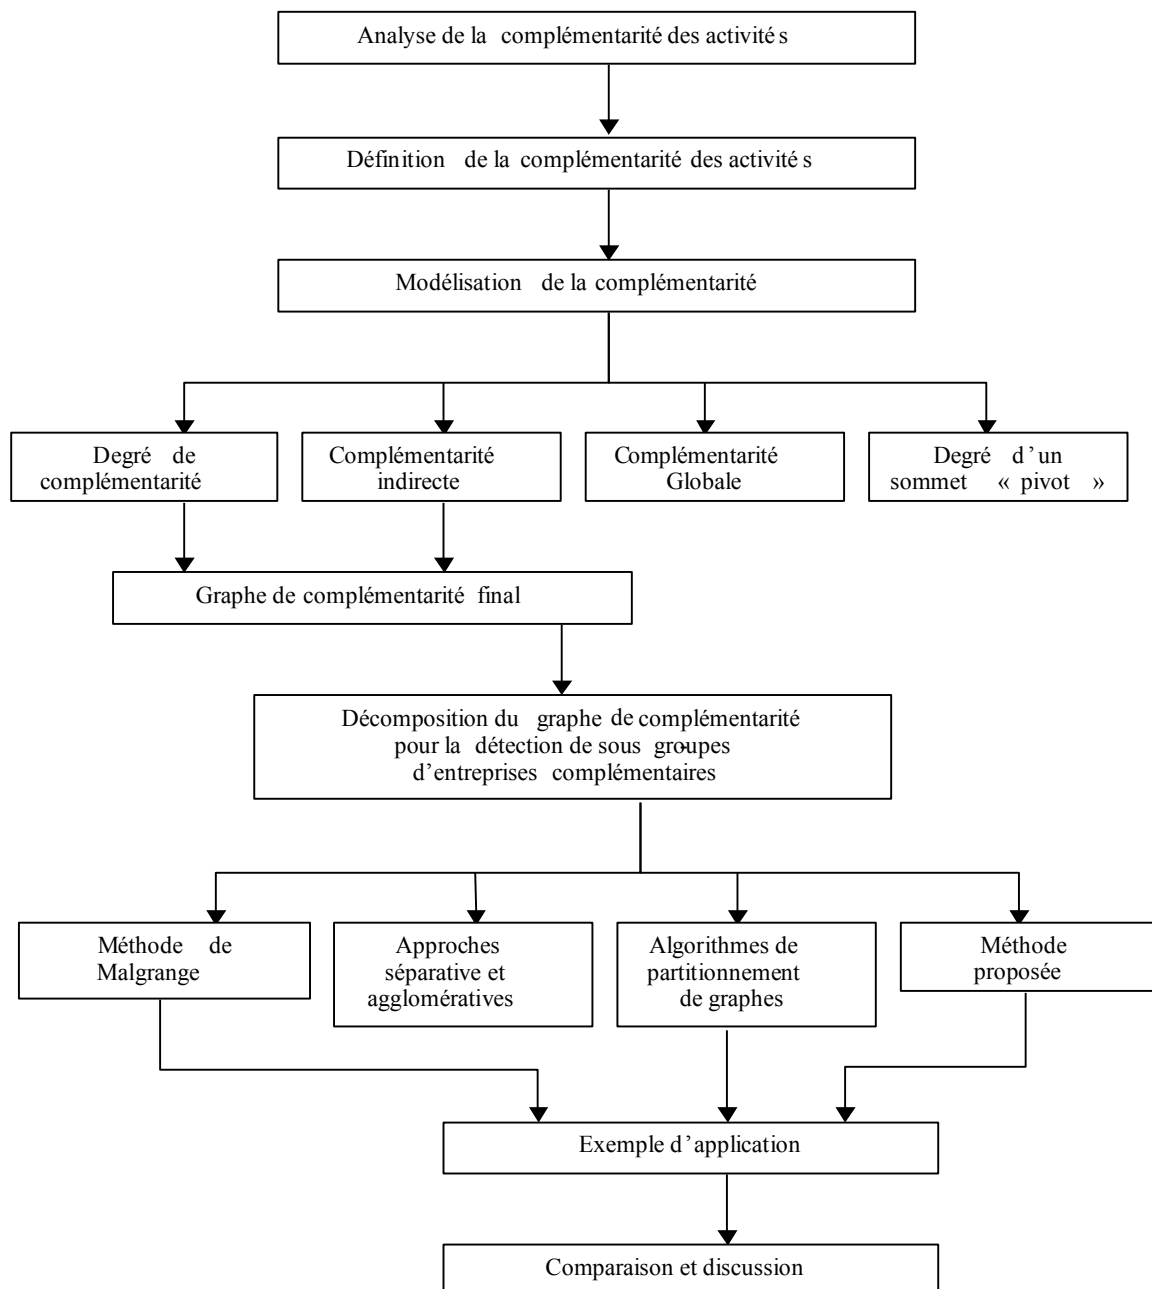 Analyse de la complémentarité des activités
Définition de la complémentarité des activités
Modélisation de la complémentarité
Degré de
complémentarité
Complémentarité
indirecte
Complémentarité
Globale
Degré d’un
sommet « pivot »
Graphe de complémentarité final
Décomposition du graphe de complémentarité
pour la détection de sous groupes
d’entreprises complémentaires
Méthode de
Malgrange
Approches
séparative et
agglomératives
Algorithmes de
partitionnement
de graphes
Méthode
proposée
Exemple d’application
Comparaison et discussion